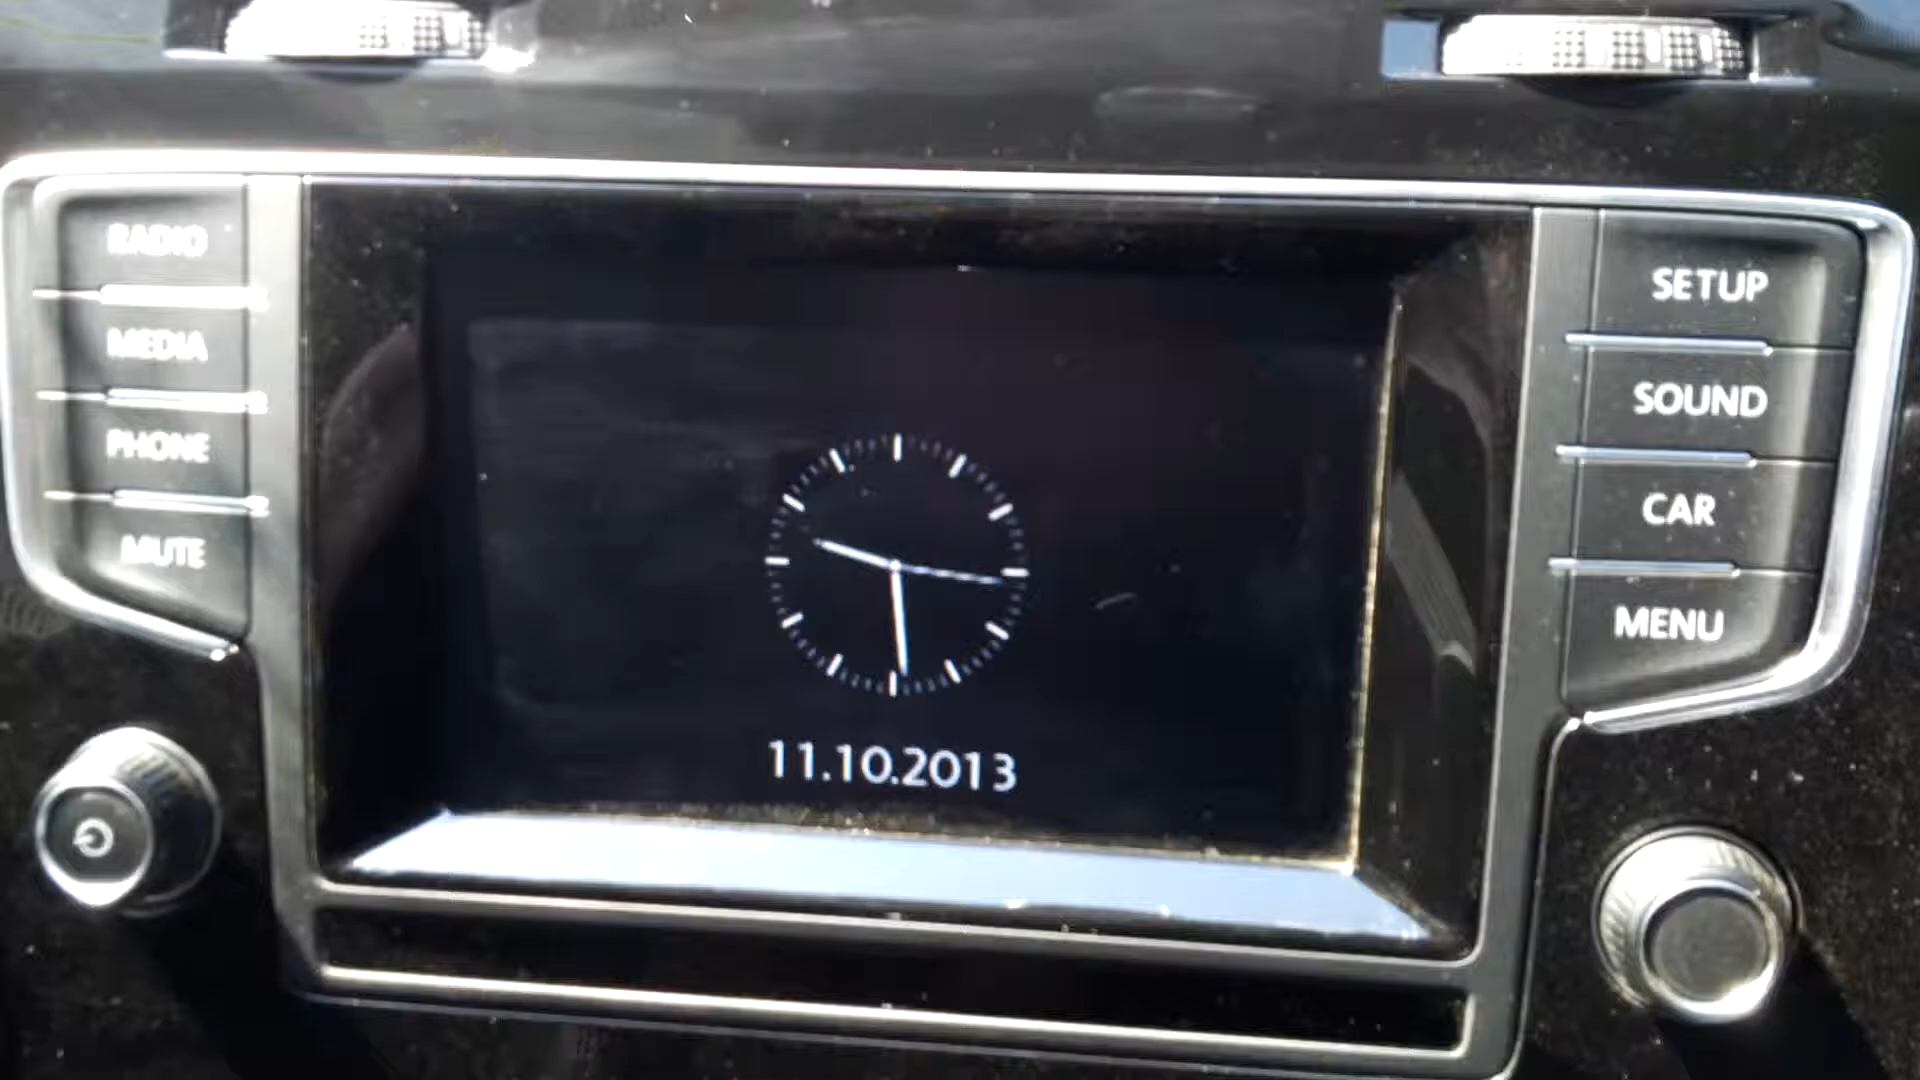 RADIO
MEDIA
PHONE
MUTE
SETUP
SOUND
CAR
MENU
11.10.2013